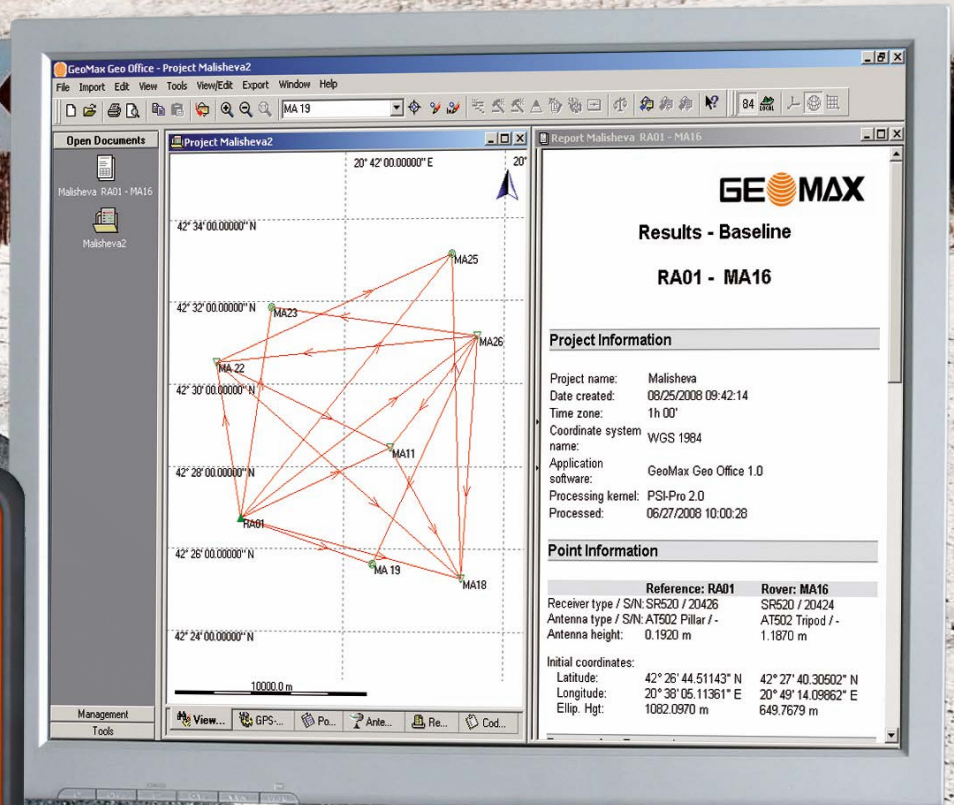 GeoMax Geo Office - Project Malisheva2
File Import Edit View Tools View/Edit Export Window Help
MA 19
84
LOCAL
Open Documents
Malisheva RA01 - MA16
Malisheva2
Management
Tools
Project Malisheva2
20° 42' 00.00000" E
20°
42° 34' 00.00000" N
MA25
42° 32' 00.00000" N
MA23
MA26
MA 22
42° 30' 00.00000" N
MA11
42° 28' 00.00000" N
RA01
42° 26' 00.00000" N
MA 19
MA18
42° 24' 00.00000" N
10000.0 m
View... GPS-... Po... Ante... Re... Cod...
Report Malisheva RA01 - MA16
GEOMAX
Results - Baseline
RA01 - MA16
Project Information
Project name: Malisheva
Date created: 08/25/2008 09:42:14
Time zone: 1h 00'
Coordinate system name: WGS 1984
Application software: GeoMax Geo Office 1.0
Processing kernel: PSI-Pro 2.0
Processed: 06/27/2008 10:00:28
Point Information
Reference: RA01 Rover: MA16
Receiver type / S/N: SR520 / 20426 SR520 / 20424
Antenna type / S/N: AT502 Pillar / - AT502 Tripod / -
Antenna height: 0.1920 m 1.1870 m
Initial coordinates:
Latitude: 42° 26' 44.51143" N 42° 27' 40.30502" N
Longitude: 20° 38' 05.11361" E 20° 49' 14.09862" E
Ellip. Hgt: 1082.0970 m 649.7679 m